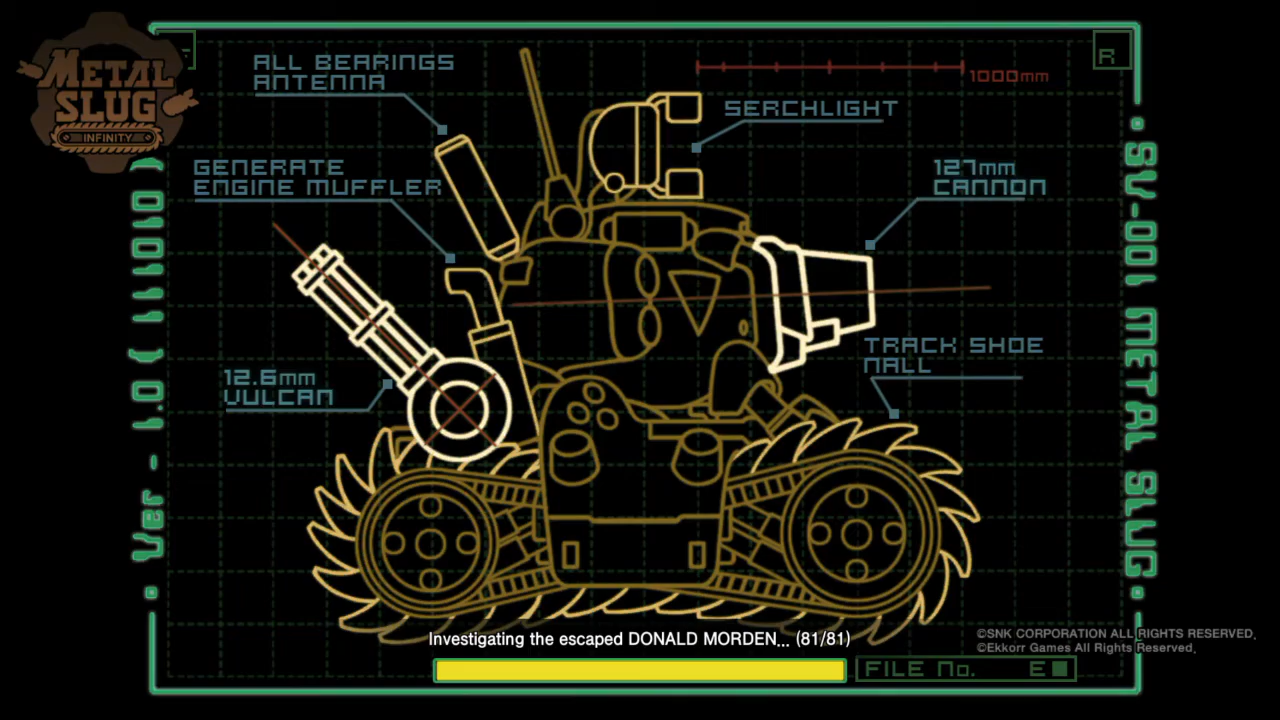 METAL
SLUG
INFINITY
ALL BEARINGS
ANTENNA
1000mm
R
SERCHLIGHT
GENERATE
ENGINE MUFFLER
127mm
CANNON
TRACK SHOE
NALL
12.6mm
VULCAN
• Ver - 1.0 ( 11010 )
• SV-001 METAL SLUG •
Investigating the escaped DONALD MORDEN... (81/81)
©SNK CORPORATION ALL RIGHTS RESERVED.
©Ekkorr Games All Rights Reserved.
FILE No. E